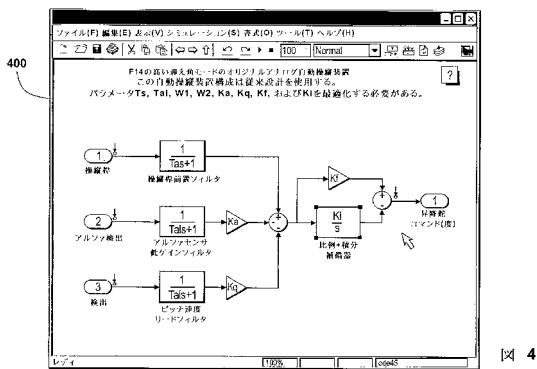 ファイル(F) 編集(E) 表示(V) シミュレーション(S) 書式(O) ツール(T) ヘルプ(H)
100 Normal
400
F14の高い迎え角モードのオリジナルアナログ自動操縦装置
この自動操縦装置構成は従来設計を使用する。
パラメータTs, Tal, W1, W2, Ka, Kq, Kf, およびKiを最適化する必要がある。
?
1
操縦桿
1
Tas+1
操縦桿前置フィルタ
Kf
1
昇降舵
コマンド(度)
2
アルファ検出
1
Tals+1
アルファセンサ
低ゲインフィルタ
Ka
Ki
s
比例+積分
補償器
3
検出
1
Tals+1
ピッチ速度
リードフィルタ
Kq
レディ
100%
ode45
図 4